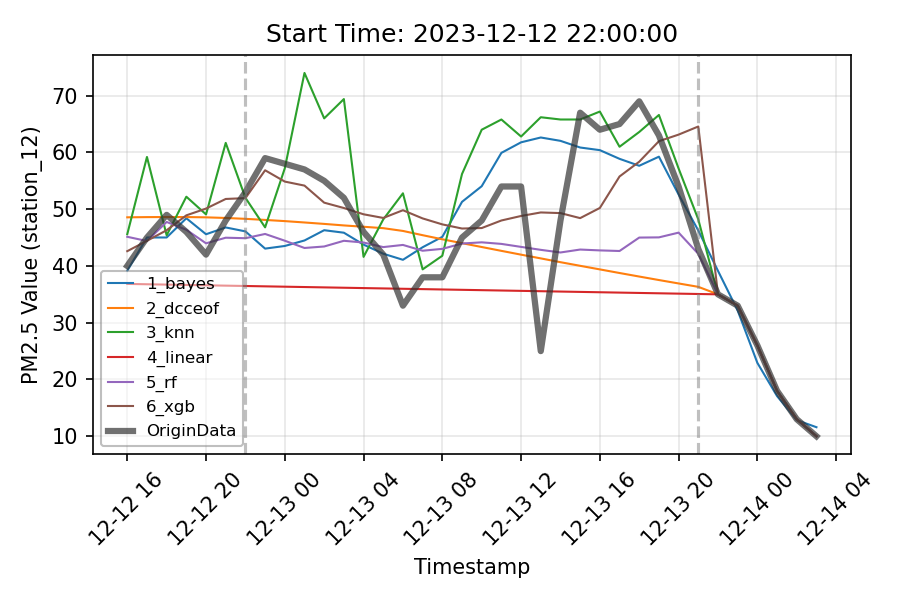 Start Time: 2023-12-12 22:00:00
PM2.5 Value (station_12)
70
60
50
40
30
20
10
1_bayes
2_dcceof
3_knn
4_linear
5_rf
6_xgb
OriginData
12-12 16
12-12 20
12-13 00
12-13 04
12-13 08
12-13 12
12-13 16
12-13 20
12-14 00
12-14 04
Timestamp